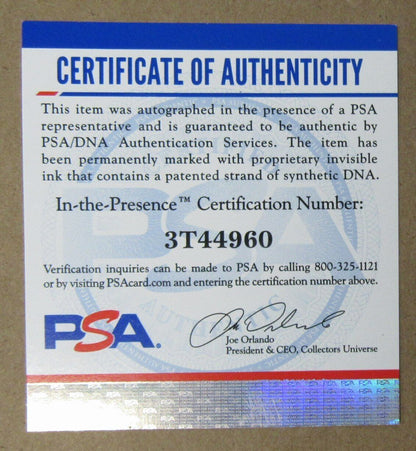 CERTIFICATE OF AUTHENTICITY
This item was autographed in the presence of a PSA
representative and is guaranteed to be authentic by
PSA/DNA Authentication Services. The item has
been permanently marked with proprietary invisible
ink that contains a patented strand of synthetic DNA.
In-the-Presence™ Certification Number:
3T44960
Verification inquiries can be made to PSA by calling 800-325-1121
or by visiting PSAcard.com and entering the certification number above.
PSA.
Joe Orlando
President & CEO, Collectors Universe